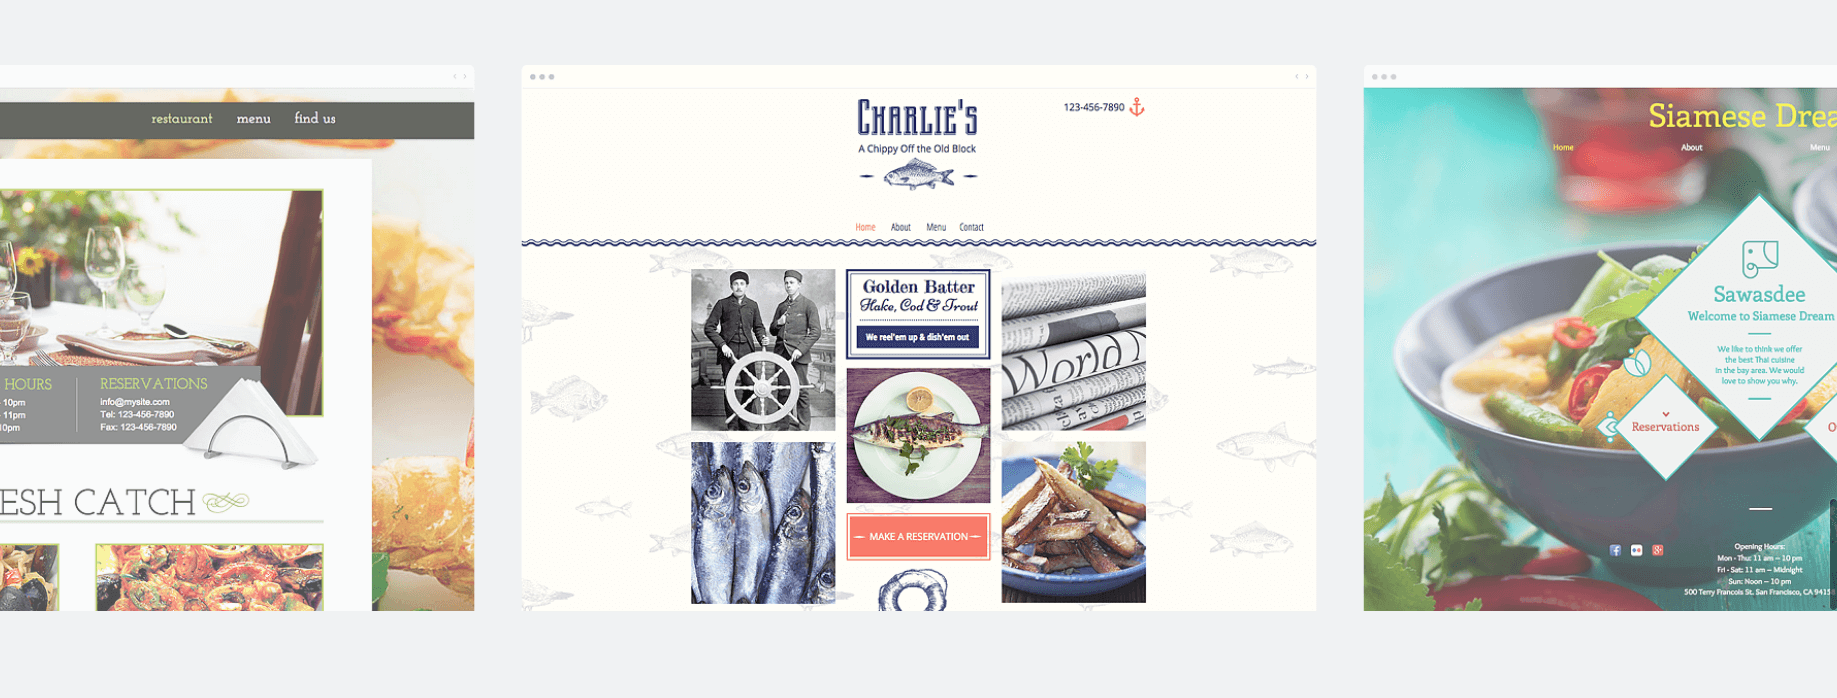 restaurant menu find us
HOURS
10pm
- 11pm
10pm
RESERVATIONS
info@mysite.com
Tel: 123-456-7890
Fax: 123-456-7890
ESH CATCH
CHARLIE'S
A Chippy Off the Old Block
123-456-7890
Home About Menu Contact
Golden Batter
Hake, Cod & Trout
We reel'em up & dish'em out
World
MAKE A RESERVATION
Siamese Drea
Home About Menu
Sawasdee
Welcome to Siamese Dream
We like to think we offer
the best Thai cuisine
in the bay area. We would
love to show you why.
Reservations
O
Opening Hours:
Mon - Thu: 11 am – 10 pm
Fri - Sat: 11 am – Midnight
Sun: Noon – 10 pm
500 Terry Francois St. San Francisco, CA 9415